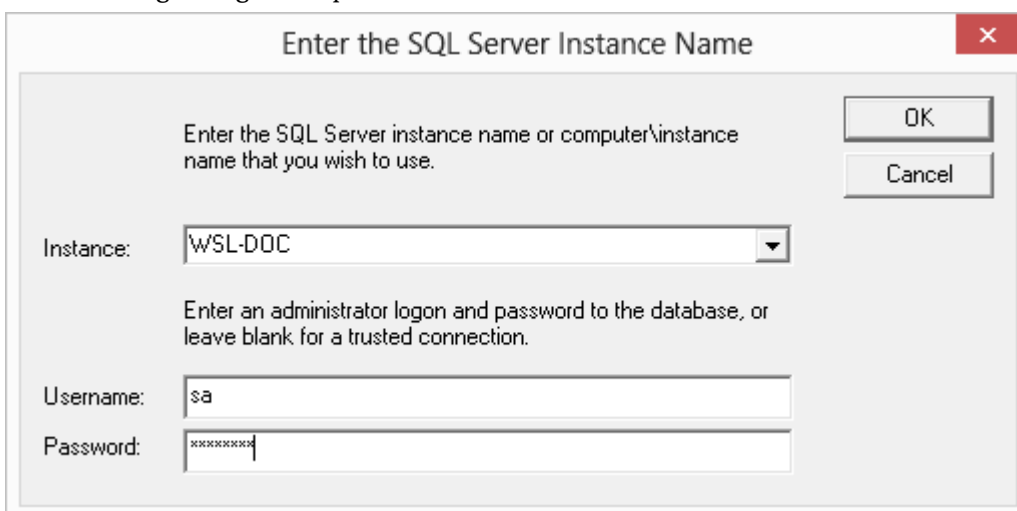 Enter the SQL Server Instance Name
×
Enter the SQL Server instance name or computer\instance
name that you wish to use.
OK
Cancel
Instance:
WSL-DOC
Enter an administrator logon and password to the database, or
leave blank for a trusted connection.
Username:
sa
Password:
********